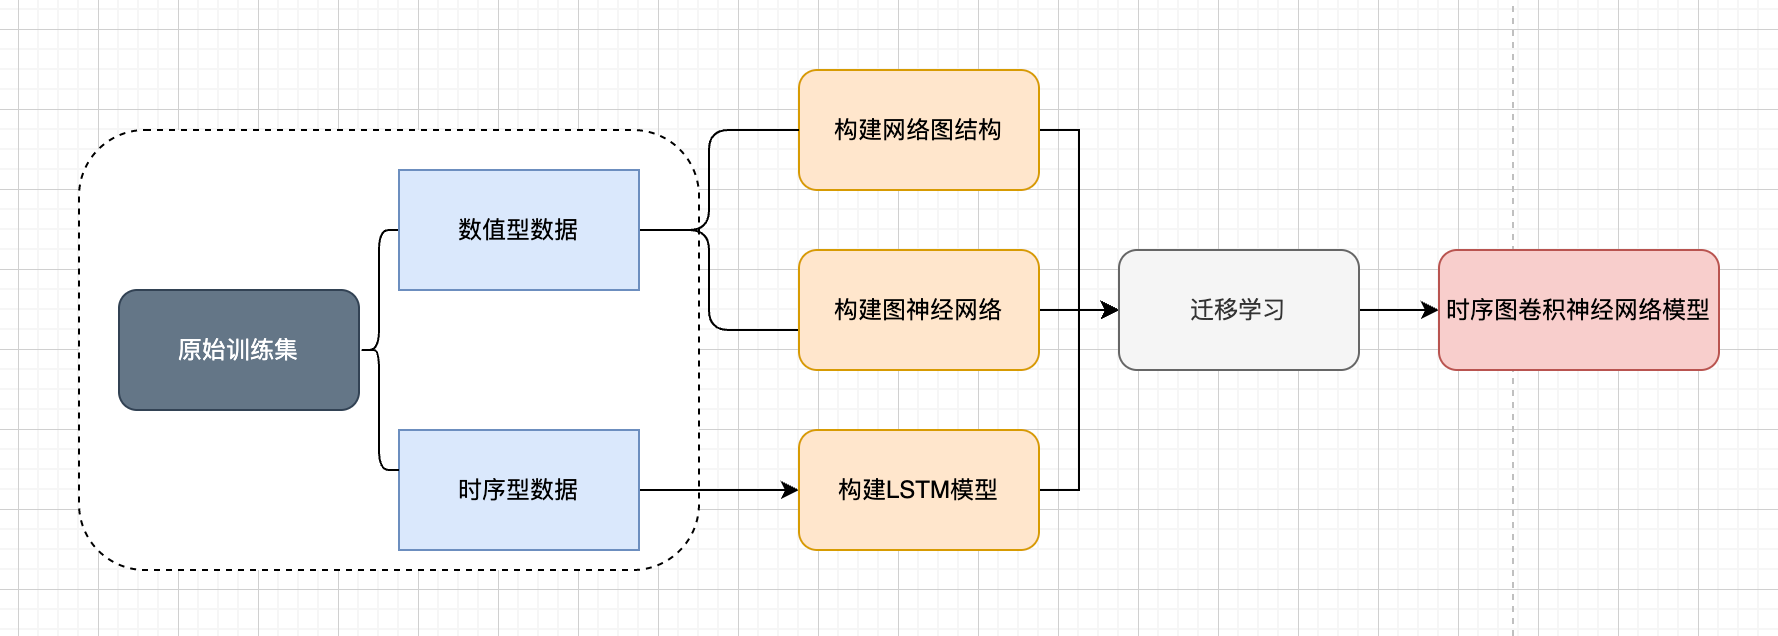 原始训练集
数值型数据
时序型数据
构建网络图结构
构建图神经网络
构建LSTM模型
迁移学习
时序图卷积神经网络模型